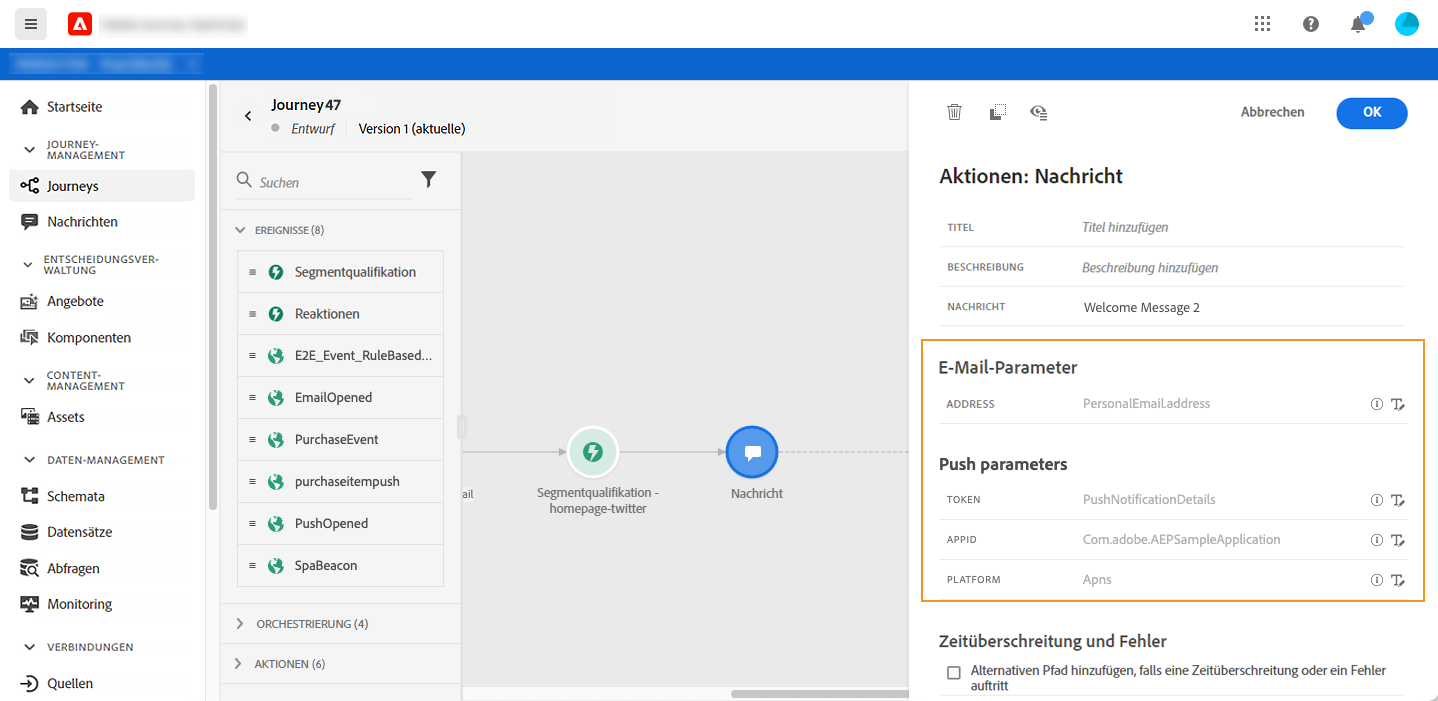 Startseite
JOURNEY-
MANAGEMENT
Journeys
Nachrichten
ENTSCHEIDUNGSVER-
WALTUNG
Angebote
Komponenten
CONTENT-
MANAGEMENT
Assets
DATEN-MANAGEMENT
Schemata
Datensätze
Abfragen
Monitoring
VERBINDUNGEN
Quellen
Journey47
Entwurf
Version 1 (aktuelle)
Suchen
EREIGNISSE (8)
Segmentqualifikation
Reaktionen
E2E_Event_RuleBased...
EmailOpened
PurchaseEvent
purchaseitempush
PushOpened
SpaBeacon
ORCHESTRIERUNG (4)
AKTIONEN (6)
ail
Segmentqualifikation -
homepage-twitter
Nachricht
Abbrechen
OK
Aktionen: Nachricht
TITEL Titel hinzufügen
BESCHREIBUNG Beschreibung hinzufügen
NACHRICHT Welcome Message 2
E-Mail-Parameter
ADDRESS PersonalEmail.address
Push parameters
TOKEN PushNotificationDetails
APPID Com.adobe.AEPSampleApplication
PLATFORM Apns
Zeitüberschreitung und Fehler
Alternativen Pfad hinzufügen, falls eine Zeitüberschreitung oder ein Fehler
auftritt